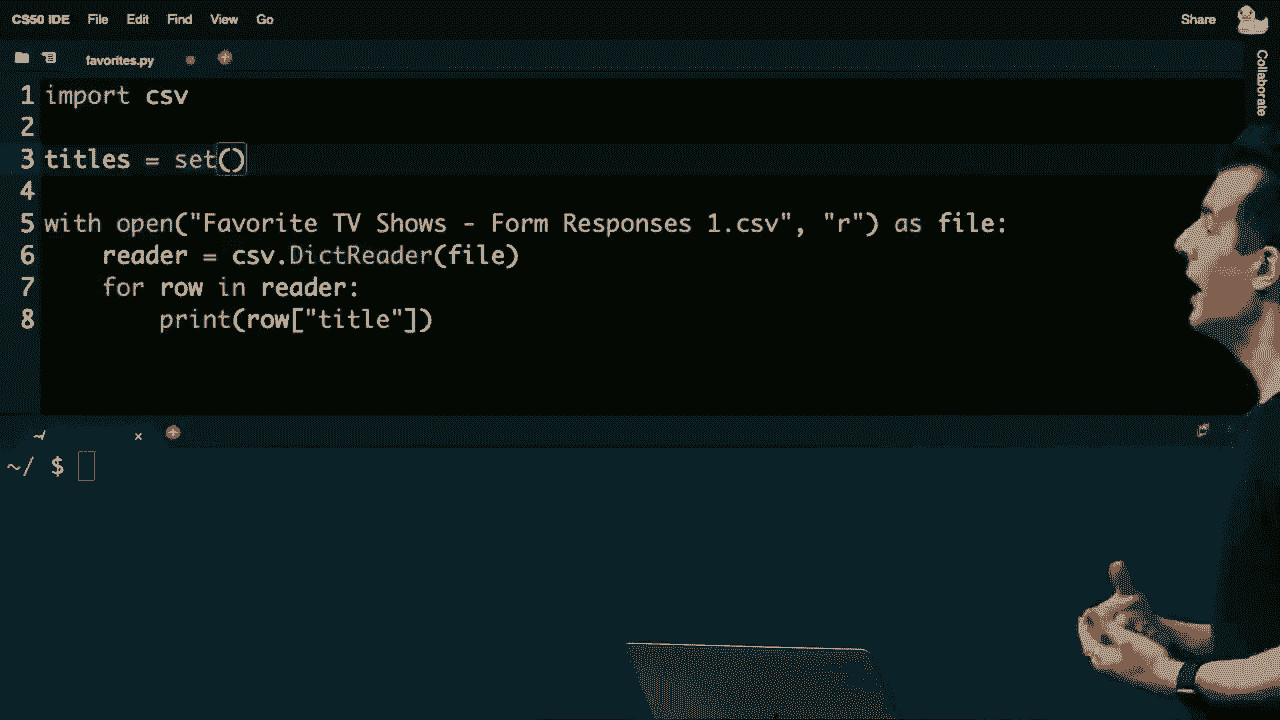 CS50 IDE File Edit Find View Go Share
favorites.py
Collaborate
1 import csv
2
3 titles = set()
4
5 with open("Favorite TV Shows - Form Responses 1.csv", "r") as file:
6     reader = csv.DictReader(file)
7     for row in reader:
8         print(row["title"])
~/ $